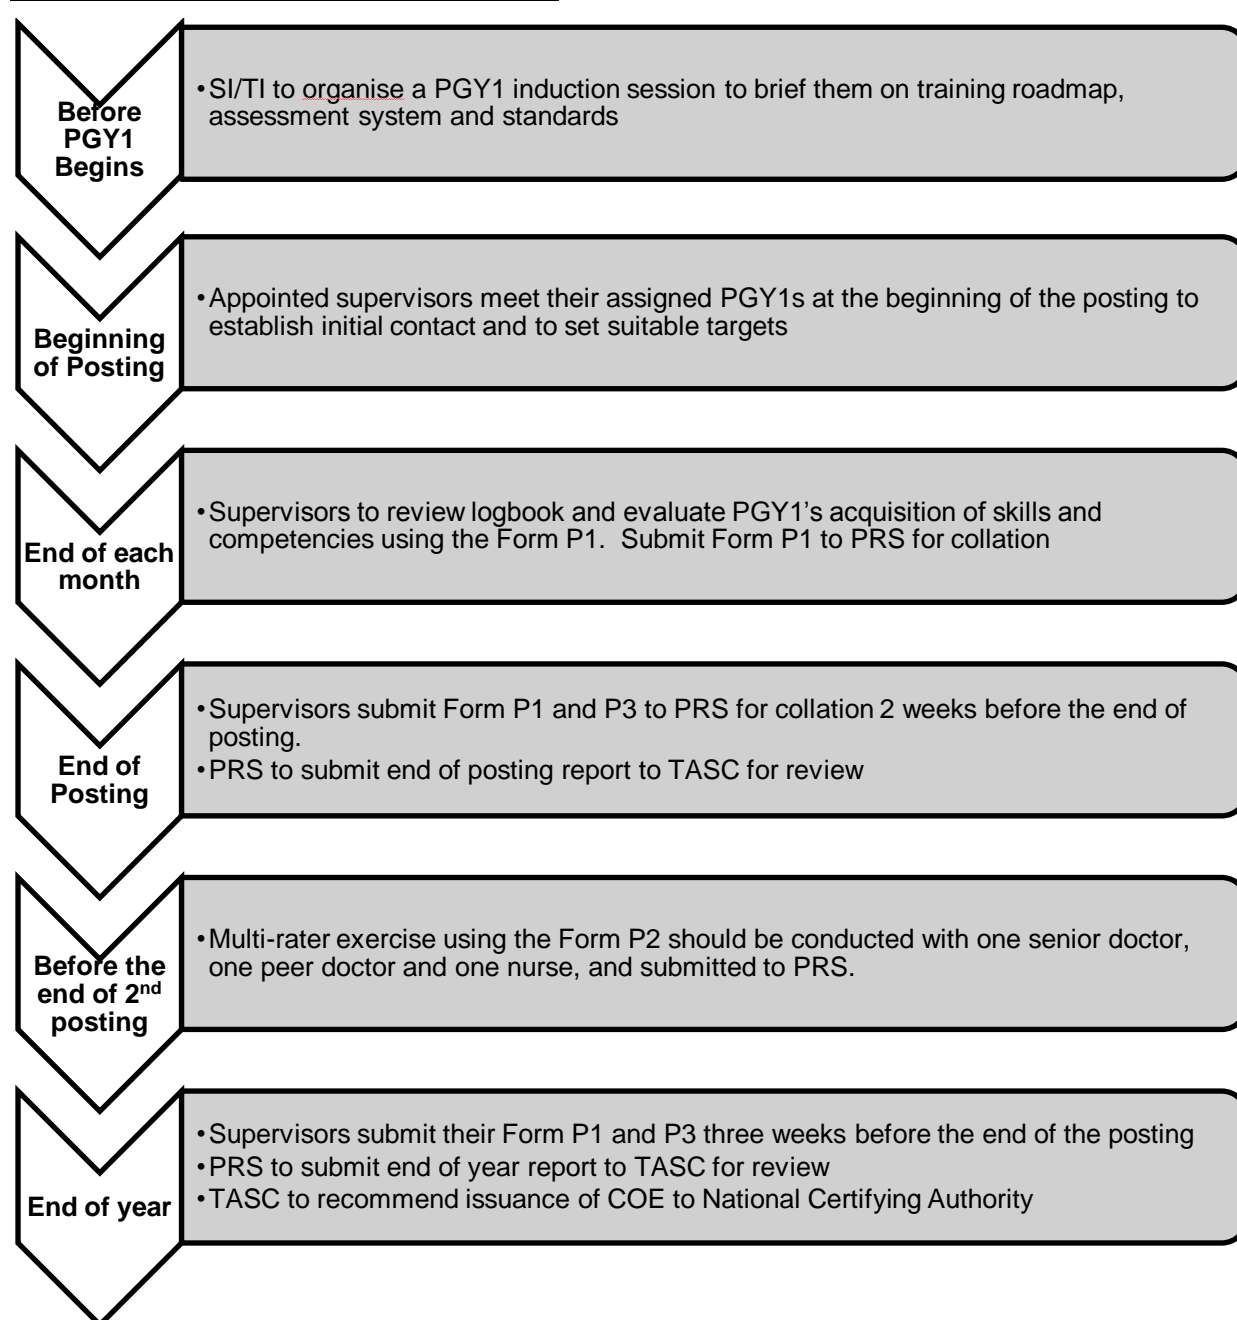 Before
PGY1
Begins
•SI/TI to organise a PGY1 induction session to brief them on training roadmap,
assessment system and standards
Beginning
of Posting
•Appointed supervisors meet their assigned PGY1s at the beginning of the posting to
establish initial contact and to set suitable targets
End of each
month
•Supervisors to review logbook and evaluate PGY1’s acquisition of skills and
competencies using the Form P1.  Submit Form P1 to PRS for collation
End of
Posting
•Supervisors submit Form P1 and P3 to PRS for collation 2 weeks before the end of
posting.
•PRS to submit end of posting report to TASC for review
Before the
end of 2nd
posting
•Multi-rater exercise using the Form P2 should be conducted with one senior doctor,
one peer doctor and one nurse, and submitted to PRS.
End of year
•Supervisors submit their Form P1 and P3 three weeks before the end of the posting
•PRS to submit end of year report to TASC for review
•TASC to recommend issuance of COE to National Certifying Authority